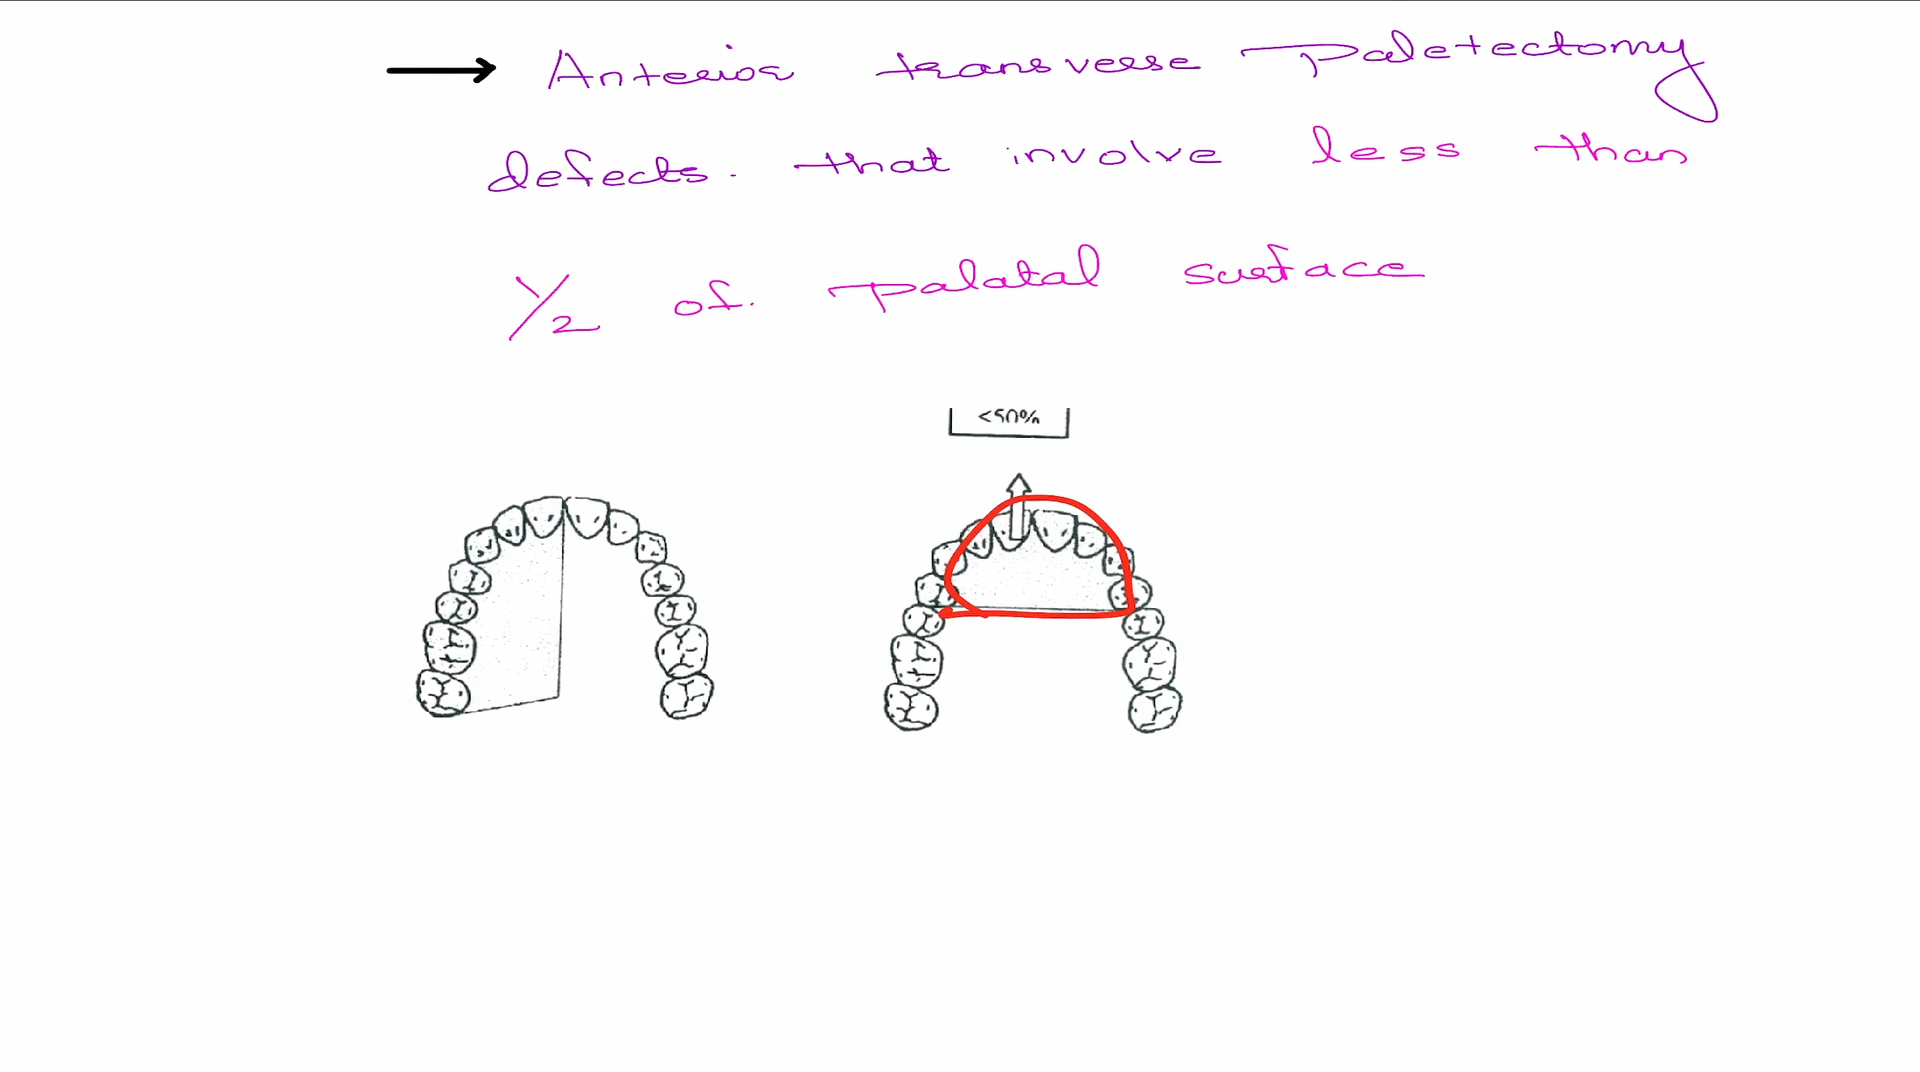 Anterior transverse Paletectomy
defects. that involve less than
1/2 of. palatal surface
<50%